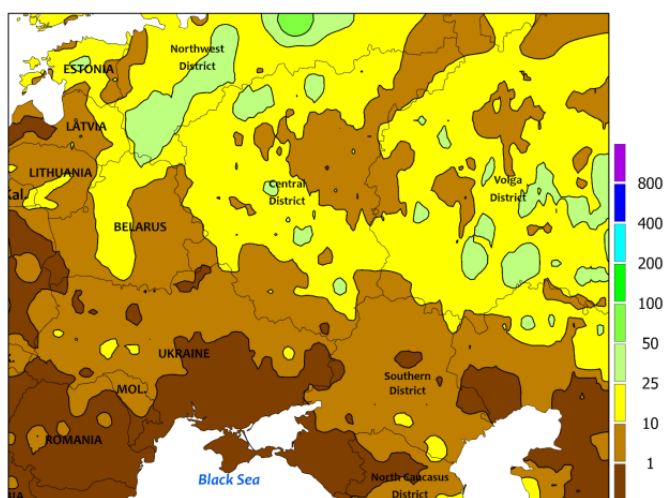 Northwest
District
ESTONIA
LATVIA
LITHUANIA
Kal.
Central
District
Volga
District
BELARUS
800
400
200
100
50
25
10
1
UKRAINE
MOL.
Southern
District
ROMANIA
Black Sea
North Caucasus
District